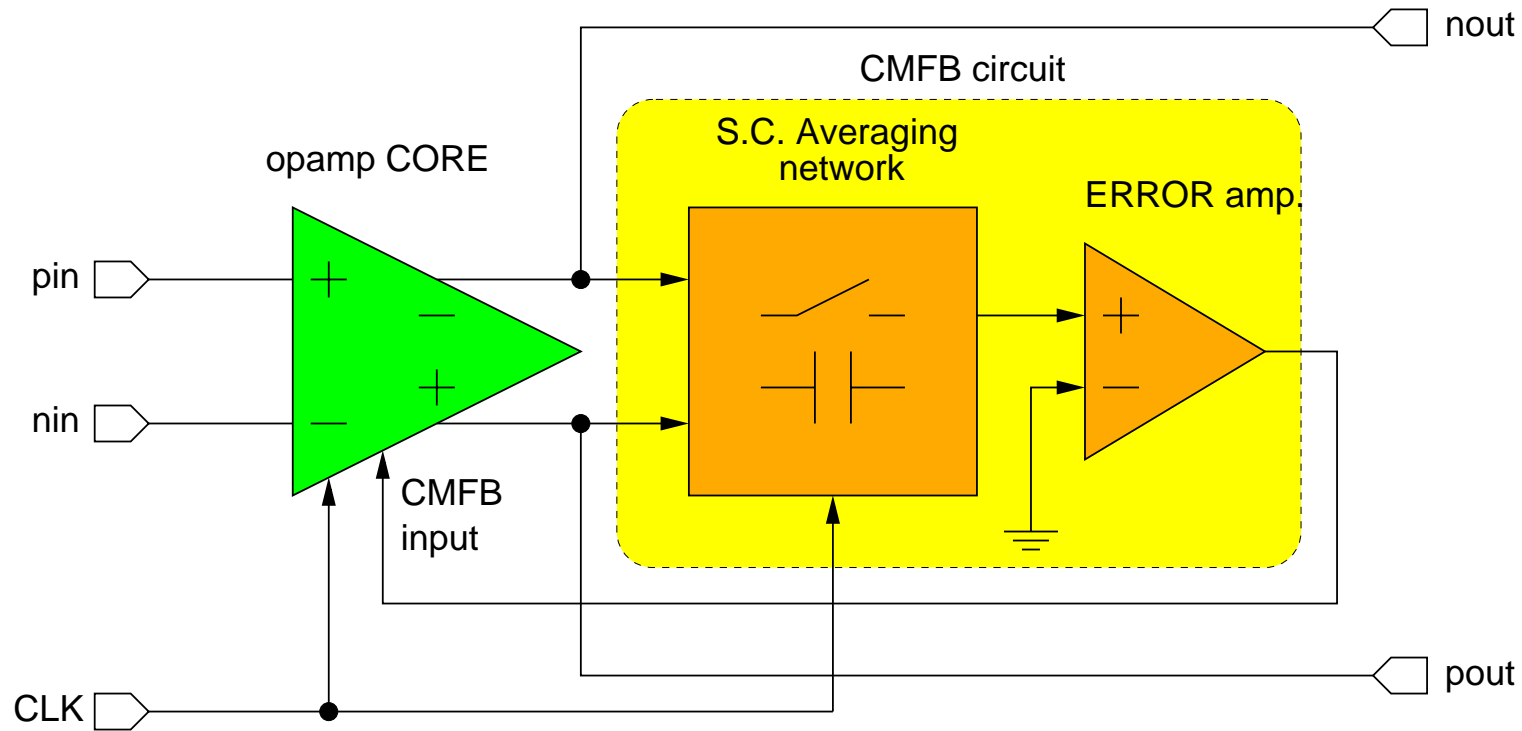 nout
CMFB circuit
S.C. Averaging
network
opamp CORE
ERROR amp.
pin
nin
CMFB
input
pout
CLK